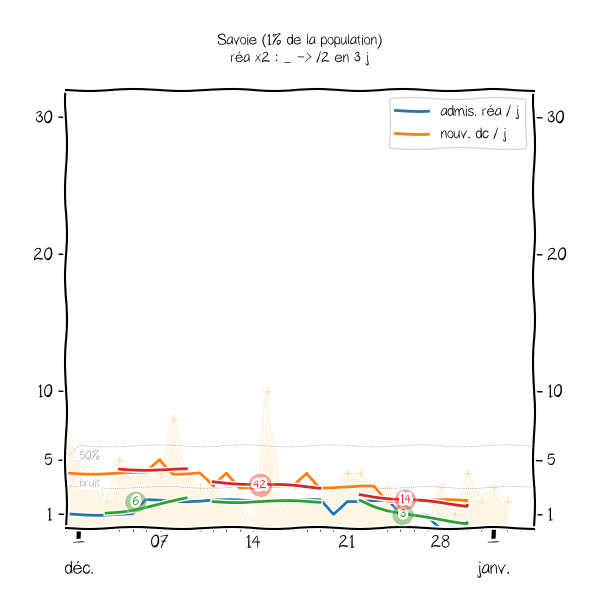 Savoie (1% de la population)
réa x2 : _ -> /2 en 3 j
admis. réa / j
nouv. dc / j
30 30
20 20
10 10
5 5
1 1
50%
bruit
6
42
14
3
07 14 21 28
déc. janv.